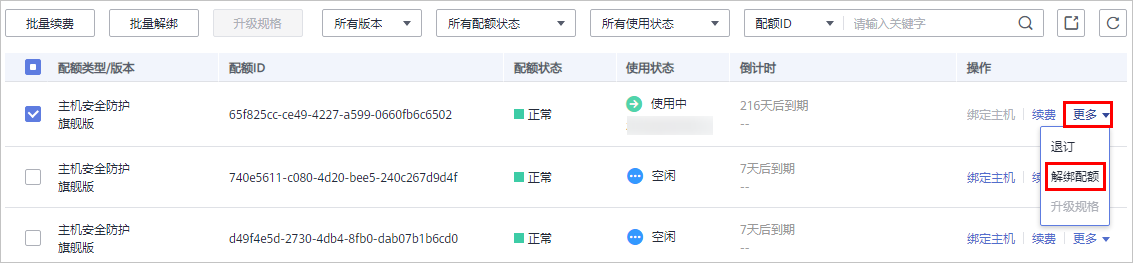 批量续费 批量解绑 升级规格 所有版本 所有配额状态 所有使用状态 配额ID 请输入关键字
配额类型/版本 配额ID 配额状态 使用状态 倒计时 操作
主机安全防护
旗舰版
65f825cc-ce49-4227-a599-0660fb6c6502
正常
使用中
216天后到期
--
绑定主机 续费 更多
退订
解绑配额
升级规格
主机安全防护
旗舰版
740e5611-c080-4d20-bee5-240c267d9d4f
正常
空闲
7天后到期
--
绑定主机 续
主机安全防护
旗舰版
d49f4e5d-2730-4db4-8fb0-dab07b1b6cd0
正常
空闲
7天后到期
--
绑定主机 续费 更多